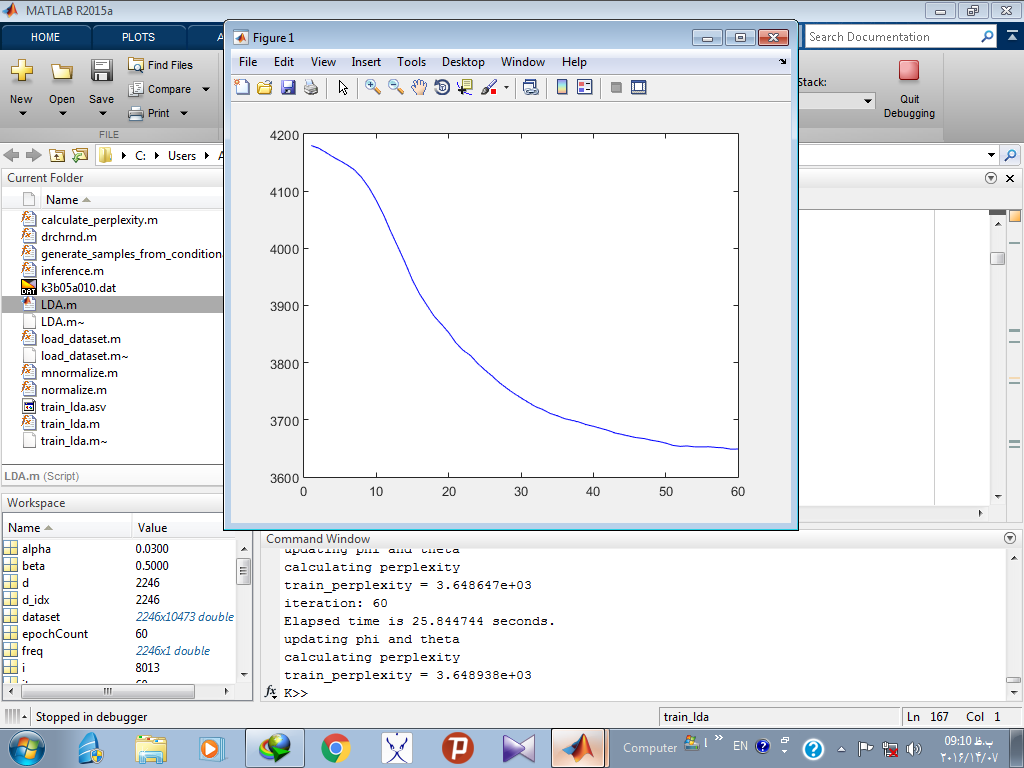 MATLAB R2015a
HOME PLOTS A
Search Documentation
Figure 1
File Edit View Insert Tools Desktop Window Help
New Open Save
Find Files
Compare
Print
FILE
Stack:
Quit
Debugging
C: Users
Current Folder
Name
calculate_perplexity.m
drchrnd.m
generate_samples_from_condition
inference.m
k3b05a010.dat
LDA.m
LDA.m~
load_dataset.m
load_dataset.m~
mnormalize.m
normalize.m
train_lda.asv
train_lda.m
train_lda.m~
LDA.m (Script)
4200
4100
4000
3900
3800
3700
3600
0 10 20 30 40 50 60
Workspace
Name Value
alpha 0.0300
beta 0.5000
d 2246
d_idx 2246
dataset 2246x10473 double
epochCount 60
freq 2246x1 double
i 8013
Command Window
updating phi and theta
calculating perplexity
train_perplexity = 3.648647e+03
iteration: 60
Elapsed time is 25.844744 seconds.
updating phi and theta
calculating perplexity
train_perplexity = 3.648938e+03
fx K>>
Stopped in debugger
train_lda
Ln 167 Col 1
Computer
EN
09:10 ب.ظ